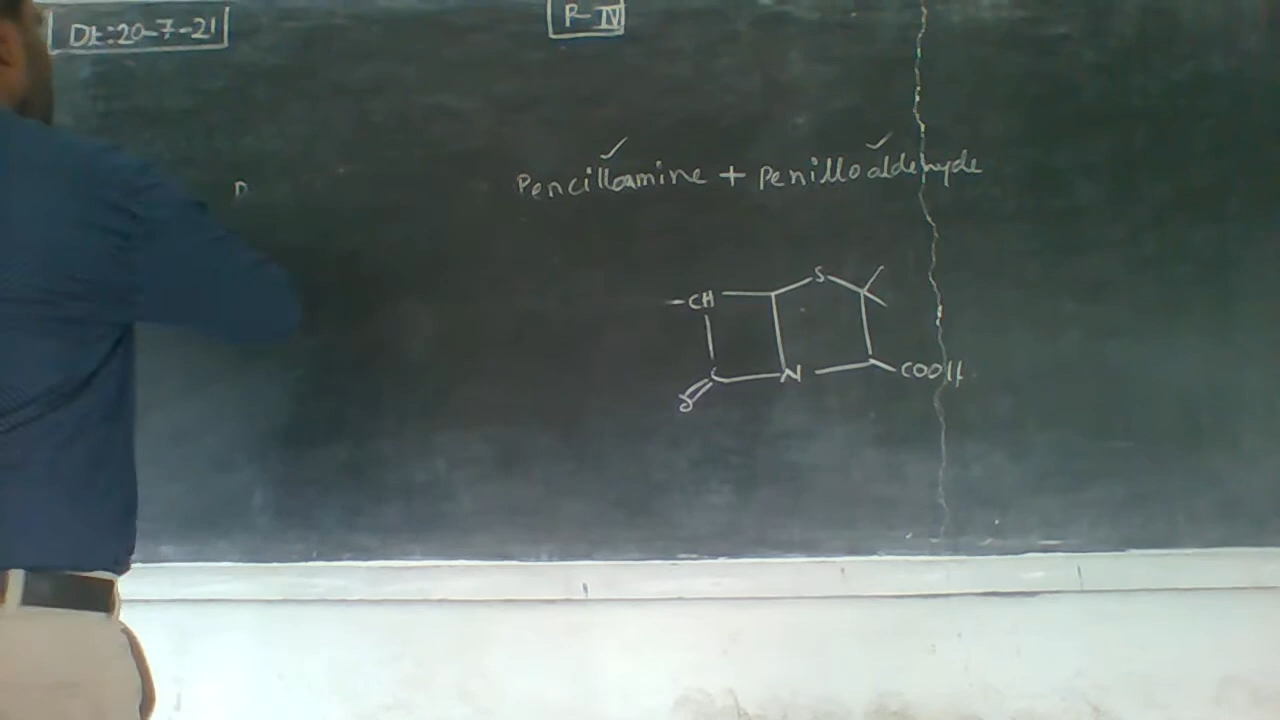 Dt:20-7-21
P-IV
Pencillamine + Penilloaldehyde
S
-CH
N
COOH
O